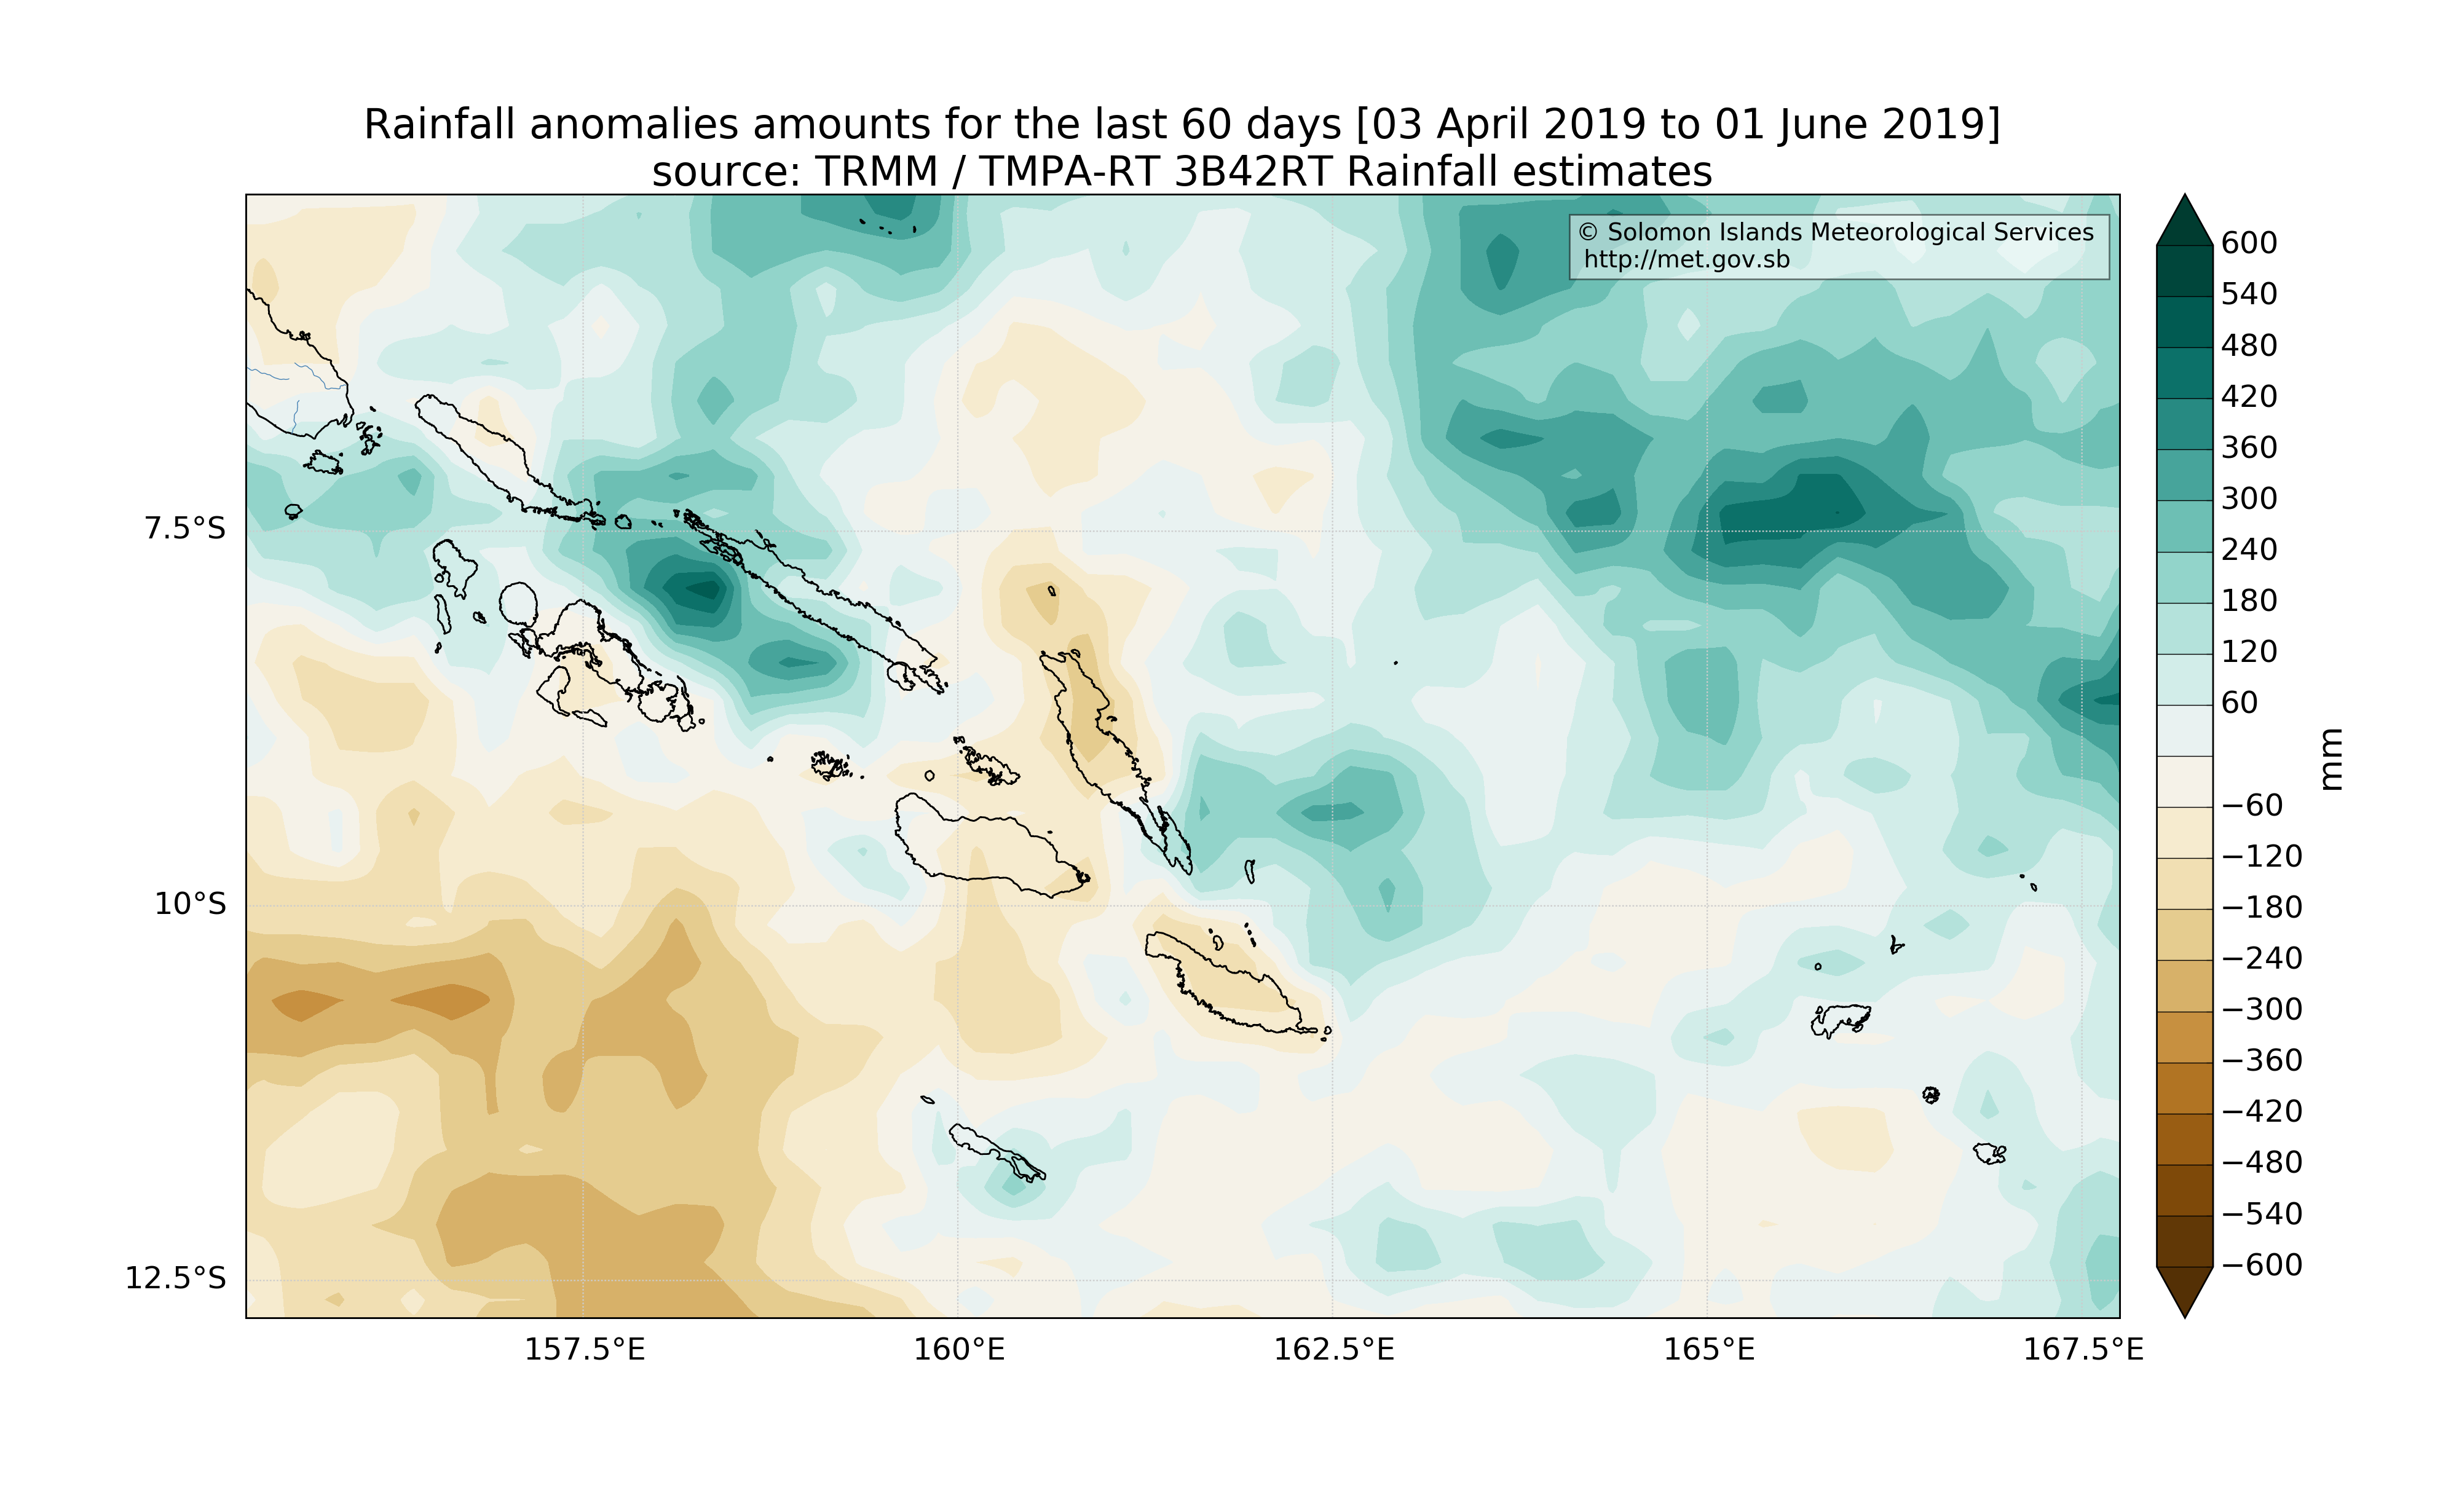 Rainfall anomalies amounts for the last 60 days [03 April 2019 to 01 June 2019]
source: TRMM / TMPA-RT 3B42RT Rainfall estimates
© Solomon Islands Meteorological Services
http://met.gov.sb
7.5°S
10°S
12.5°S
157.5°E
160°E
162.5°E
165°E
167.5°E
600
540
480
420
360
300
240
180
120
60
−60
−120
−180
−240
−300
−360
−420
−480
−540
−600
mm